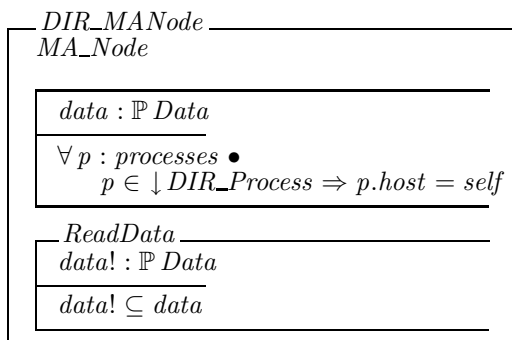 DIR_MANode
MA_Node
data : ℙ Data
∀ p : processes •
p ∈ ↓ DIR_Process ⇒ p.host = self
ReadData
data! : ℙ Data
data! ⊆ data